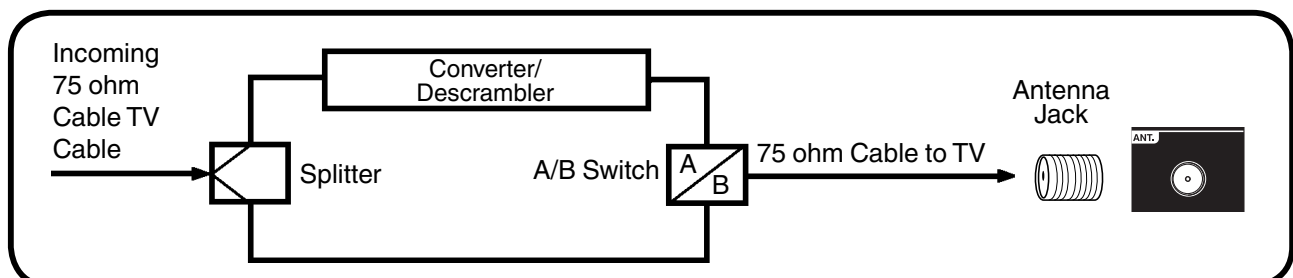 Incoming
75 ohm
Cable TV
Cable
Converter/
Descrambler
Splitter
A/B Switch
A
B
75 ohm Cable to TV
Antenna
Jack
ANT.